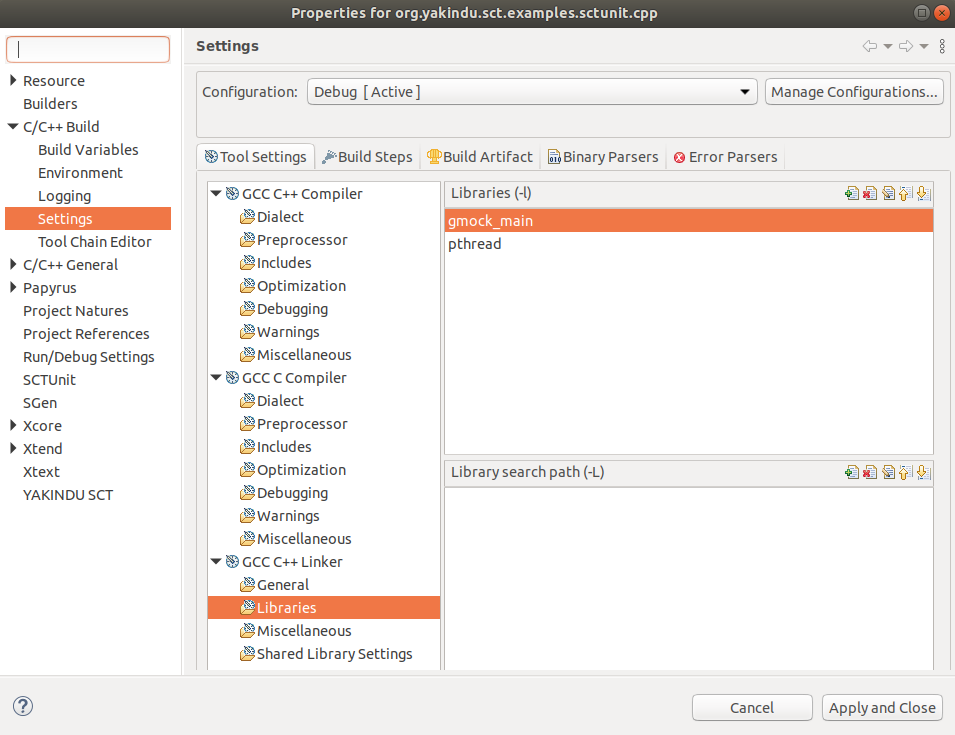 Properties for org.yakindu.sct.examples.sctunit.cpp
Resource
Builders
C/C++ Build
Build Variables
Environment
Logging
Settings
Tool Chain Editor
C/C++ General
Papyrus
Project Natures
Project References
Run/Debug Settings
SCTUnit
SGen
Xcore
Xtend
Xtext
YAKINDU SCT
Settings
Configuration: Debug [ Active ] Manage Configurations...
Tool Settings Build Steps Build Artifact Binary Parsers Error Parsers
GCC C++ Compiler
Dialect
Preprocessor
Includes
Optimization
Debugging
Warnings
Miscellaneous
GCC C Compiler
Dialect
Preprocessor
Includes
Optimization
Debugging
Warnings
Miscellaneous
GCC C++ Linker
General
Libraries
Miscellaneous
Shared Library Settings
Libraries (-l)
gmock_main
pthread
Library search path (-L)
? Cancel Apply and Close